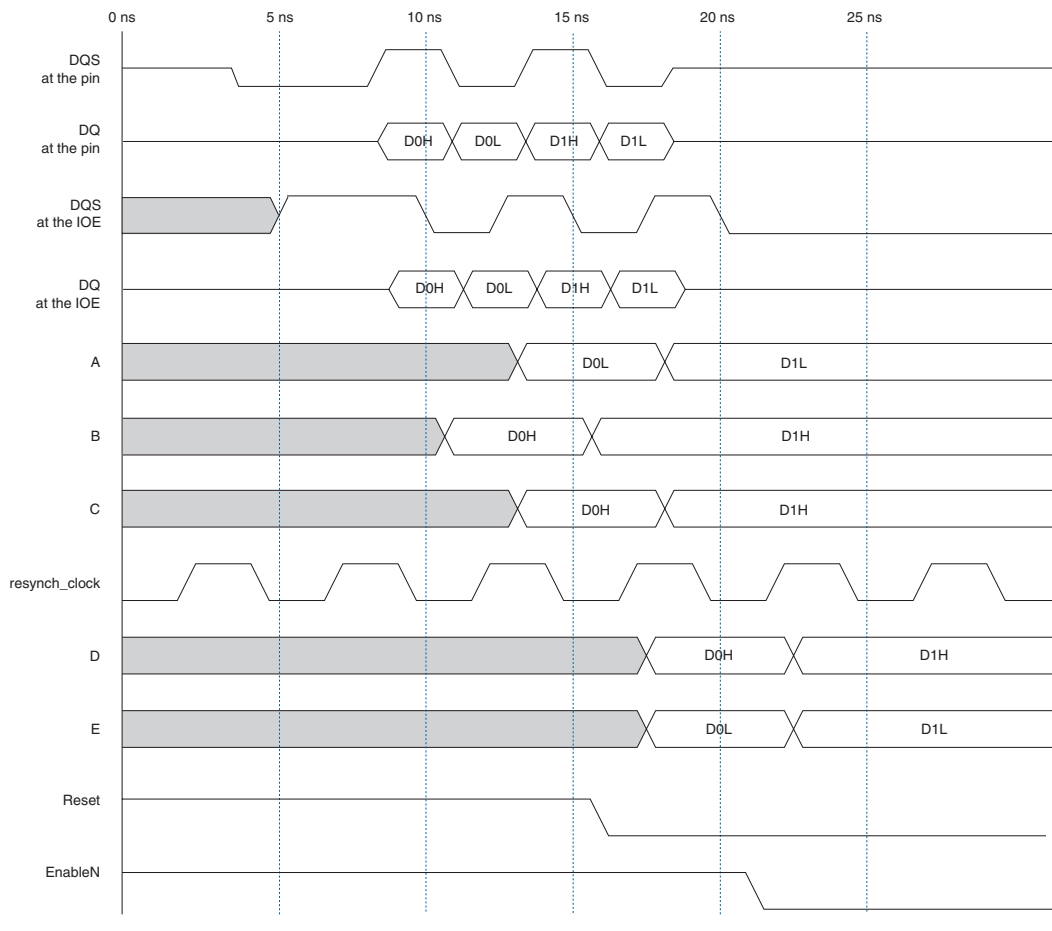 0 ns 5 ns 10 ns 15 ns 20 ns 25 ns
DQS
at the pin
DQ
at the pin
D0H D0L D1H D1L
DQS
at the IOE
DQ
at the IOE
D0H D0L D1H D1L
A D0L D1L
B D0H D1H
C D0H D1H
resynch_clock
D D0H D1H
E D0L D1L
Reset
EnableN